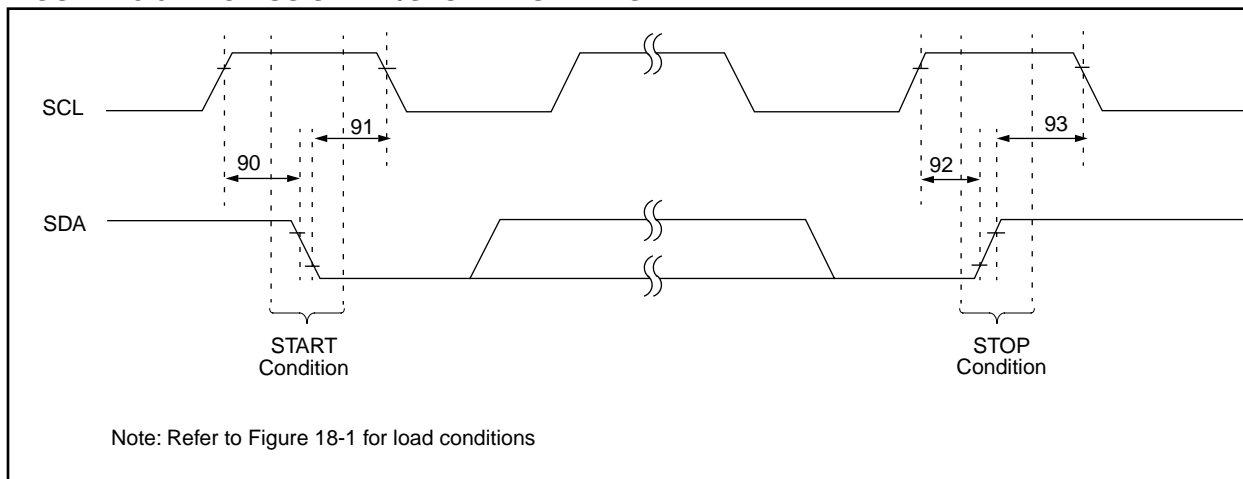 SCL
91
93
90
92
SDA
START
Condition
STOP
Condition
Note: Refer to Figure 18-1 for load conditions